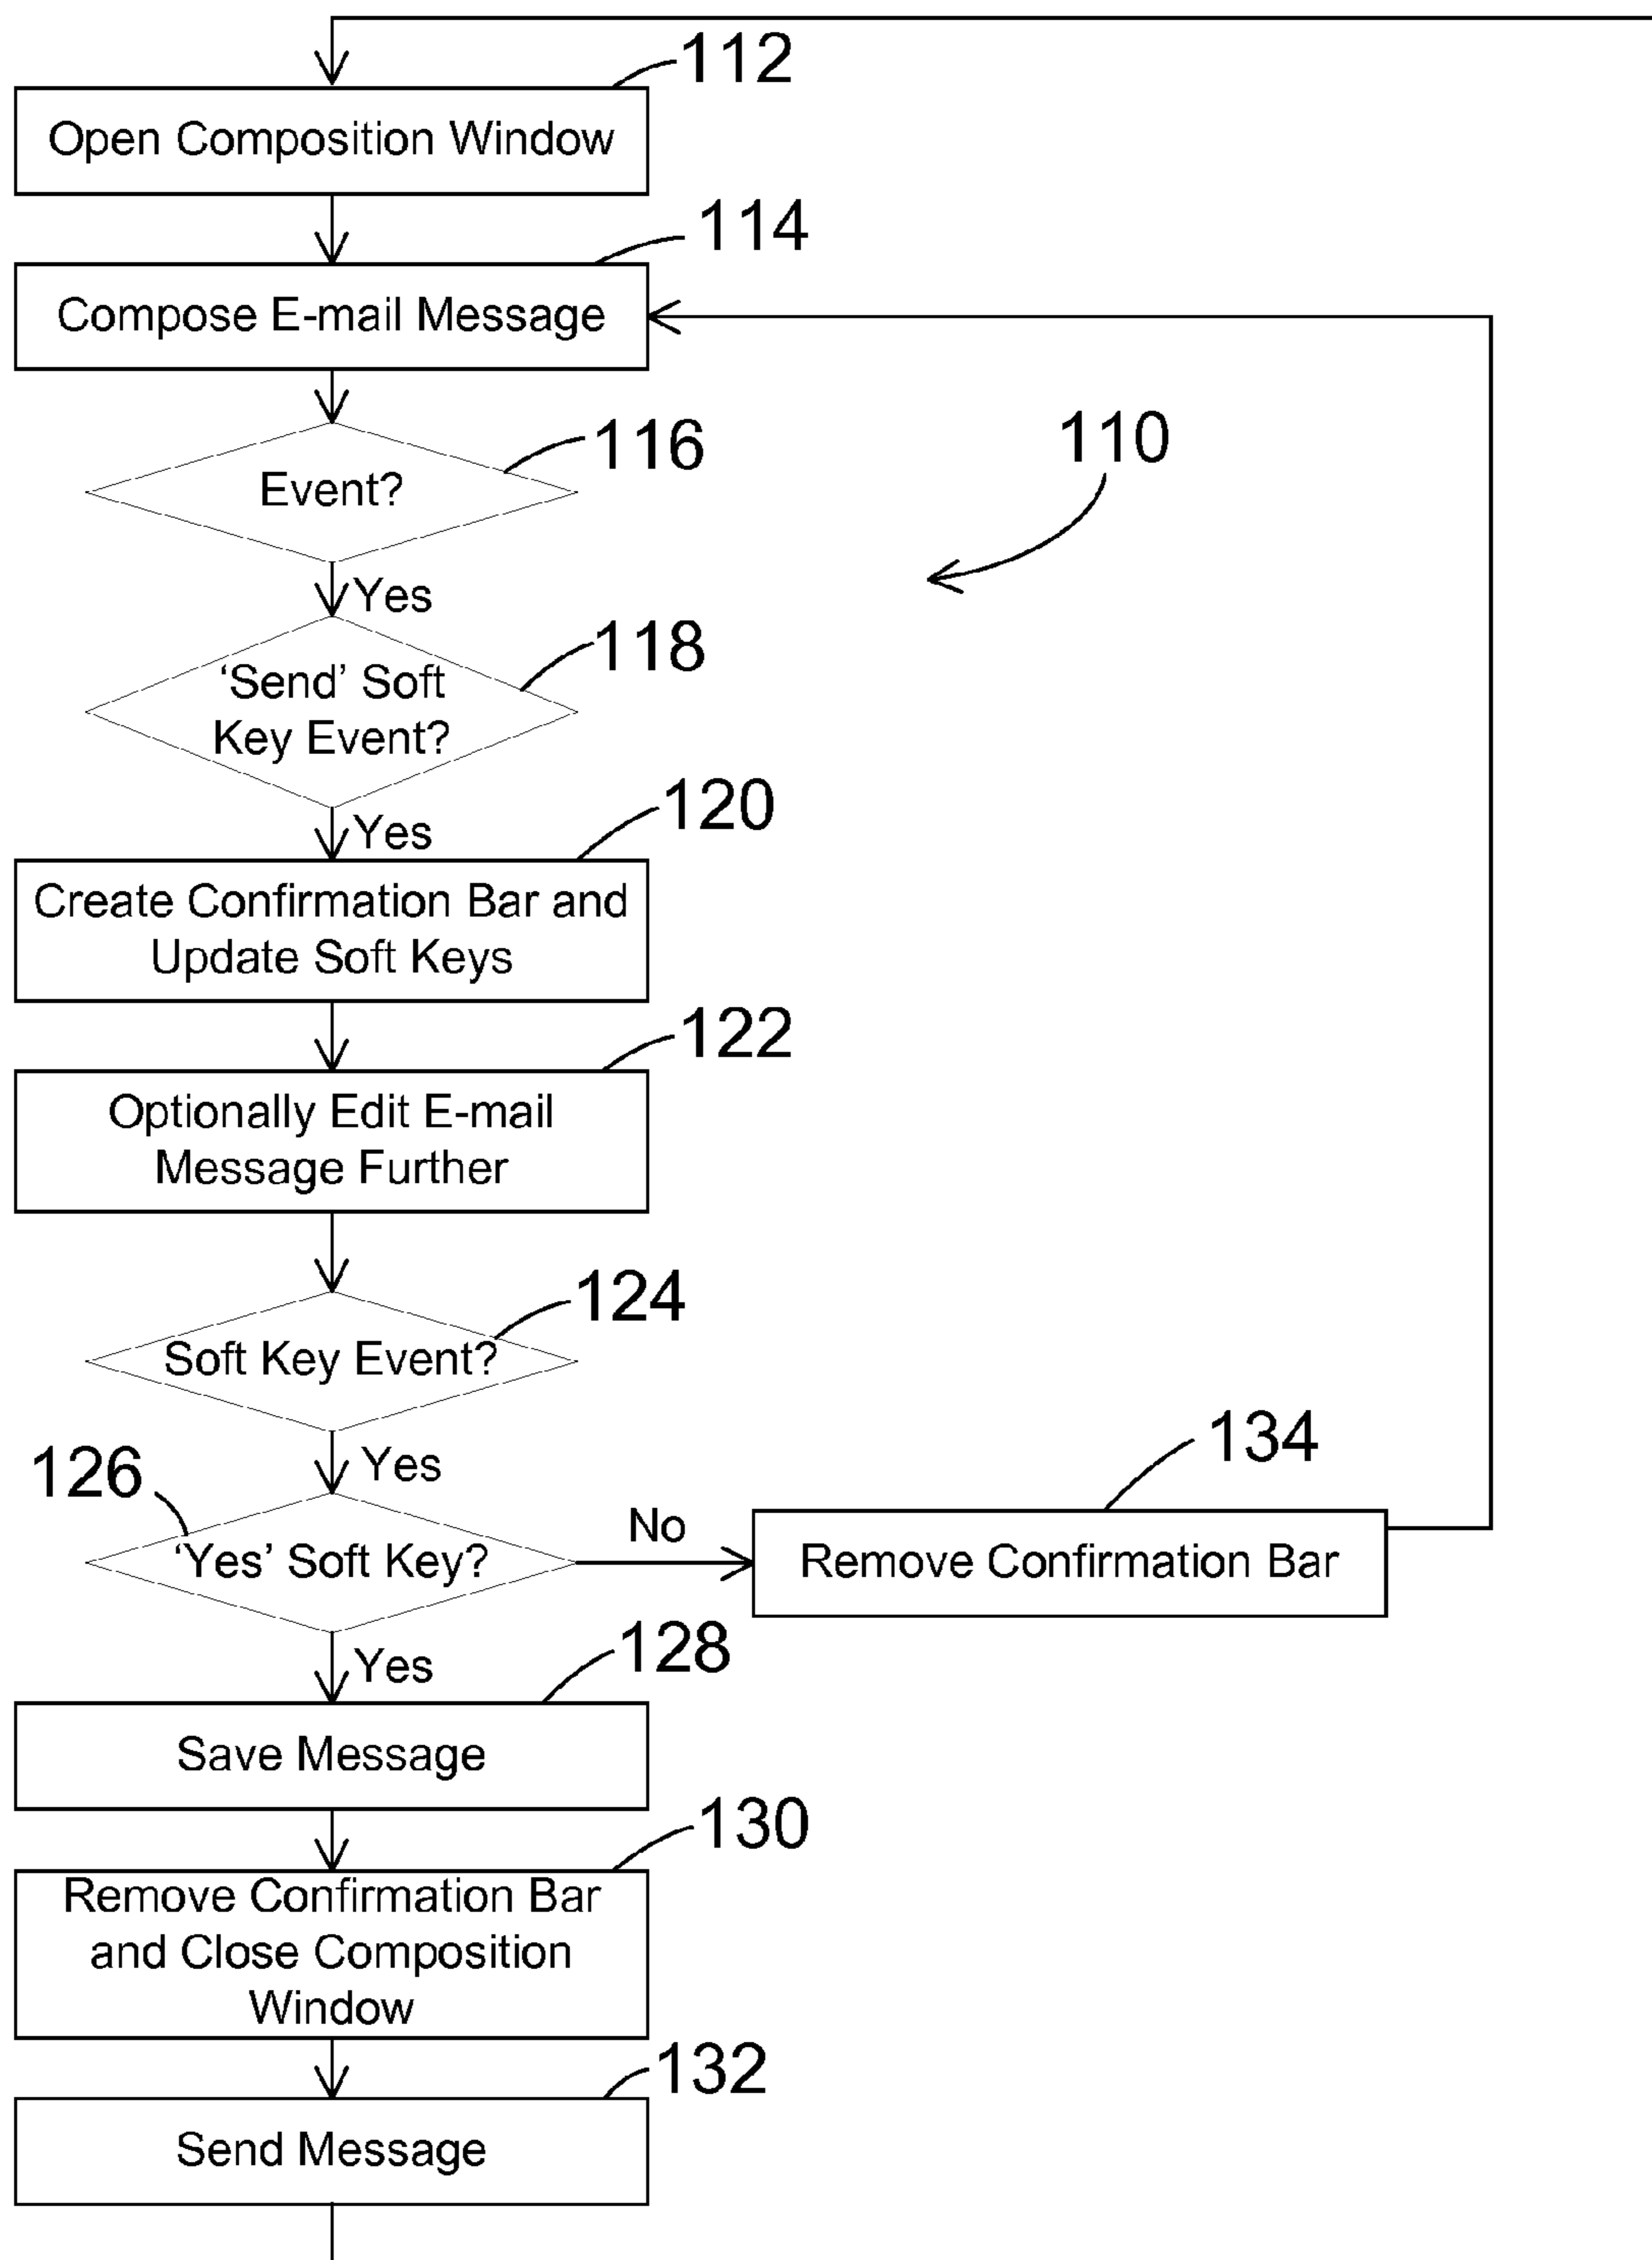 112
Open Composition Window
114
Compose E-mail Message
116
Event?
110
Yes
118
‘Send’ Soft
Key Event?
Yes
120
Create Confirmation Bar and
Update Soft Keys
122
Optionally Edit E-mail
Message Further
124
Soft Key Event?
Yes
126
‘Yes’ Soft Key?
No
134
Remove Confirmation Bar
Yes
128
Save Message
130
Remove Confirmation Bar
and Close Composition
Window
132
Send Message